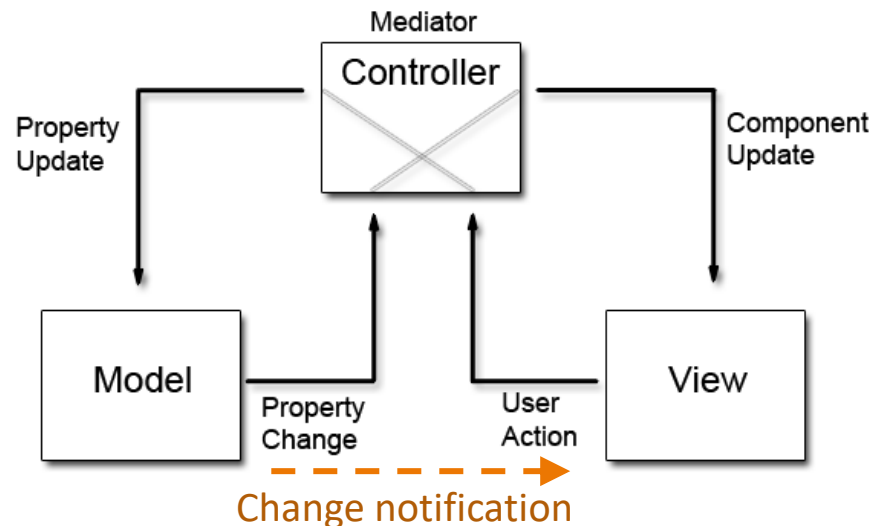 Mediator
Controller
Property
Update
Component
Update
Model
View
Property
Change
User
Action
Change notification